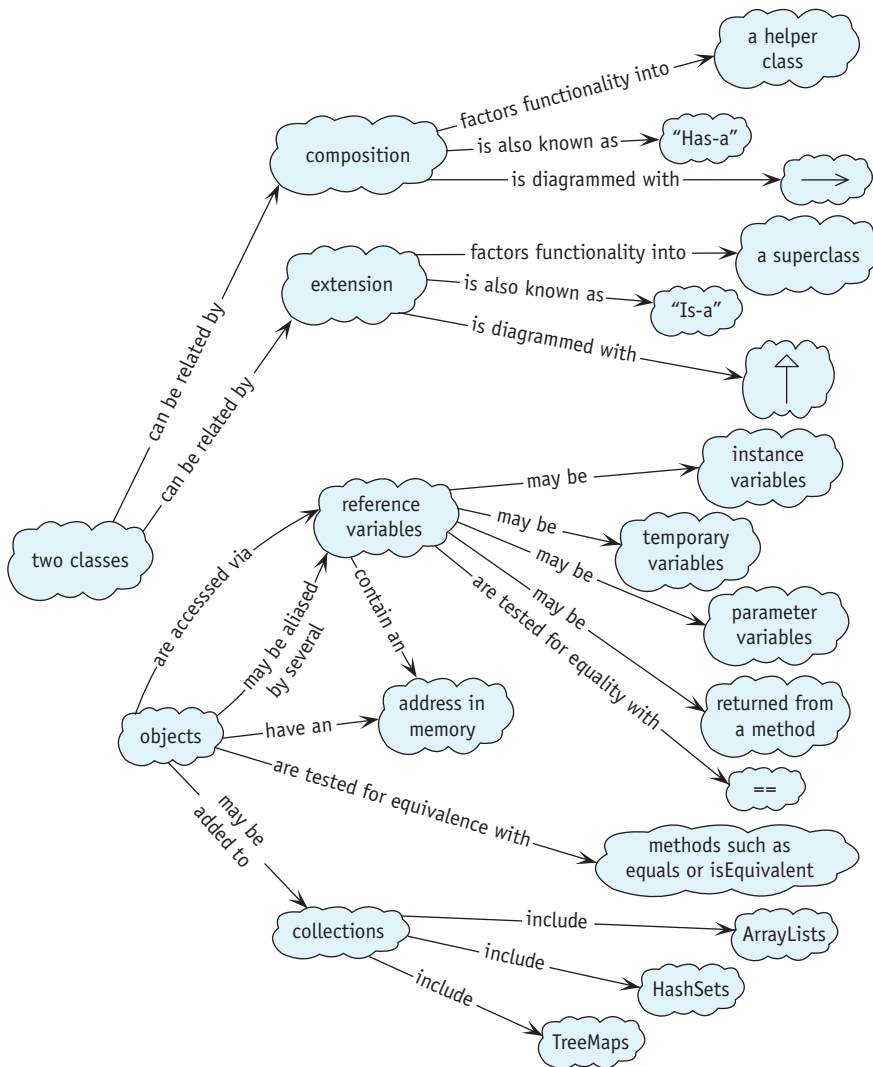 a helper
class
factors functionality into
composition
is also known as
“Has-a”
is diagrammed with
factors functionality into
a superclass
extension
is also known as
“Is-a”
is diagrammed with
can be related by
can be related by
two classes
instance
variables
may be
reference
variables
may be
temporary
variables
may be
parameter
variables
may be
returned from
a method
are tested for equality with
==
are accesssed via
may be aliased
by several
contain an
address in
memory
objects
have an
are tested for equivalence with
methods such as
equals or isEquivalent
may be
added to
collections
include
ArrayLists
include
HashSets
include
TreeMaps